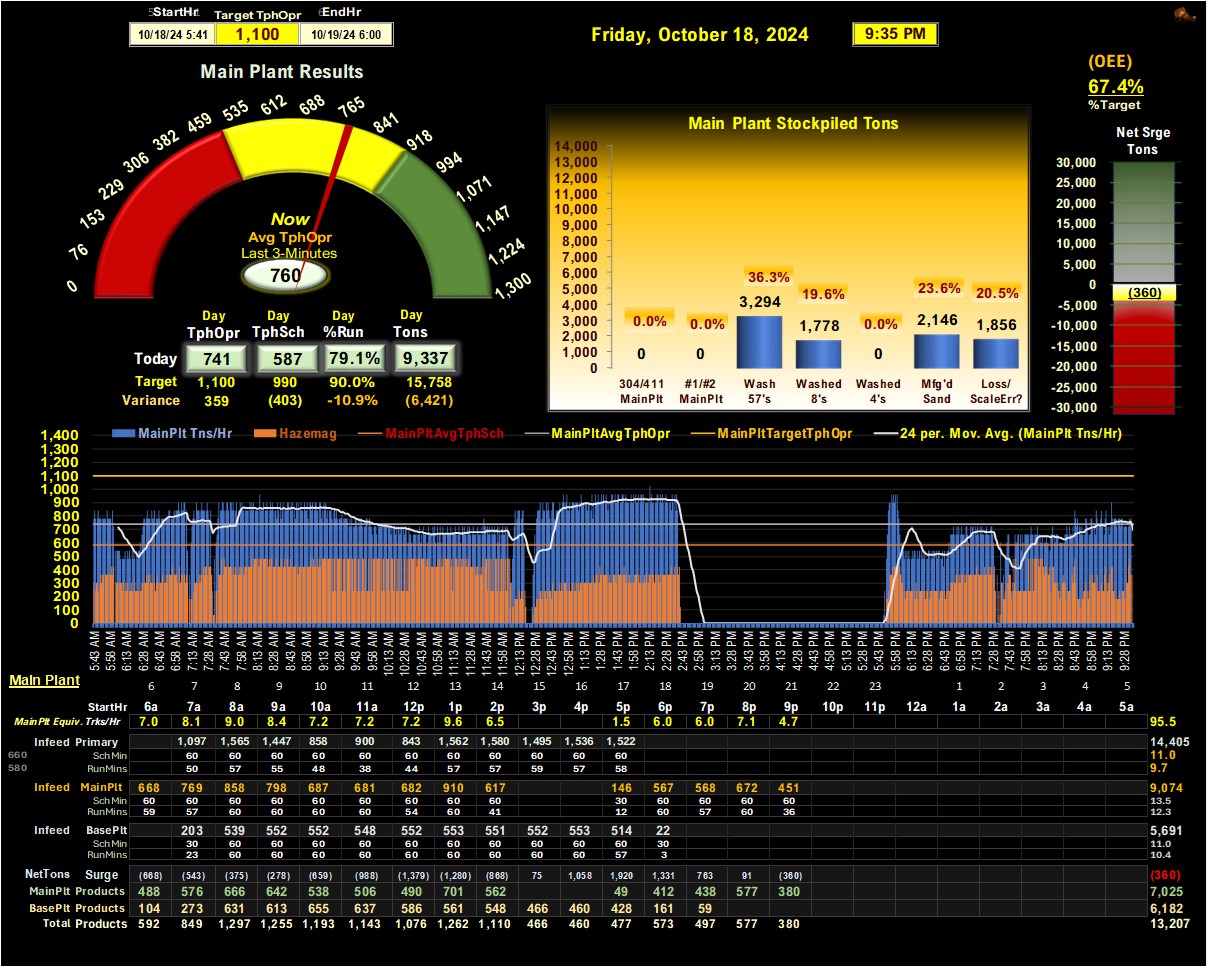 StartHr Target TphOpr EndHr
10/18/24 5:41 1,100 10/19/24 6:00
Friday, October 18, 2024 9:35 PM
(OEE)
67.4%
%Target
Main Plant Results
0 76 153 229 306 382 459 535 612 688 765 841 918 994 1,071 1,147 1,224 1,300
Now
Avg TphOpr
Last 3-Minutes
760
Day Day Day Day
TphOpr TphSch %Run Tons
Today 741 587 79.1% 9,337
Target 1,100 990 90.0% 15,758
Variance 359 (403) -10.9% (6,421)
Main Plant Stockpiled Tons
14,000
13,000
12,000
11,000
10,000
9,000
8,000
7,000
6,000
5,000
4,000
3,000
2,000
1,000
0
0.0% 0.0% 36.3% 19.6% 0.0% 23.6% 20.5%
0 0 3,294 1,778 0 2,146 1,856
304/411 #1/#2 Wash Washed Washed Mfg'd Loss/
MainPlt MainPlt 57's 8's 4's Sand ScaleErr?
Net Srge
Tons
30,000
25,000
20,000
15,000
10,000
5,000
0
(360)
-5,000
-10,000
-15,000
-20,000
-25,000
-30,000
MainPlt Tns/Hr Hazemag MainPltAvgTphSch MainPltAvgTphOpr MainPltTargetTphOpr 24 per. Mov. Avg. (MainPlt Tns/Hr)
1,400
1,300
1,200
1,100
1,000
900
800
700
600
500
400
300
200
100
0
5:43 AM 5:58 AM 6:13 AM 6:28 AM 6:43 AM 6:58 AM 7:13 AM 7:28 AM 7:43 AM 7:58 AM 8:13 AM 8:28 AM 8:43 AM 8:58 AM 9:13 AM 9:28 AM 9:43 AM 9:58 AM 10:13 AM 10:28 AM 10:43 AM 10:58 AM 11:13 AM 11:28 AM 11:43 AM 11:58 AM 12:13 PM 12:28 PM 12:43 PM 12:58 PM 1:13 PM 1:28 PM 1:43 PM 1:58 PM 2:13 PM 2:28 PM 2:43 PM 2:58 PM 3:13 PM 3:28 PM 3:43 PM 3:58 PM 4:13 PM 4:28 PM 4:43 PM 4:58 PM 5:13 PM 5:28 PM 5:43 PM 5:58 PM 6:13 PM 6:28 PM 6:43 PM 6:58 PM 7:13 PM 7:28 PM 7:43 PM 7:58 PM 8:13 PM 8:28 PM 8:43 PM 8:58 PM 9:13 PM 9:28 PM
Main Plant 6 7 8 9 10 11 12 13 14 15 16 17 18 19 20 21 22 23 1 2 3 4 5
StartHr 6a 7a 8a 9a 10a 11a 12p 1p 2p 3p 4p 5p 6p 7p 8p 9p 10p 11p 12a 1a 2a 3a 4a 5a
MainPlt Equiv. Trks/Hr 7.0 8.1 9.0 8.4 7.2 7.2 7.2 9.6 6.5 1.5 6.0 6.0 7.1 4.7 95.5
Infeed Primary 1,097 1,565 1,447 858 900 843 1,562 1,580 1,495 1,536 1,522 14,405
660 SchMin 60 60 60 60 60 60 60 60 60 60 60 11.0
580 RunMins 50 57 55 48 38 44 57 57 59 57 58 9.7
Infeed MainPlt 668 769 858 798 687 681 682 910 617 146 567 568 672 451 9,074
SchMin 60 60 60 60 60 60 60 60 60 30 60 60 60 60 13.5
RunMins 59 57 60 60 60 60 54 60 41 12 60 57 60 36 12.3
Infeed BasePlt 203 539 552 552 548 552 553 551 552 553 514 22 5,691
SchMin 30 60 60 60 60 60 60 60 60 60 60 30 11.0
RunMins 23 60 60 60 60 60 60 60 60 60 57 3 10.4
NetTons Surge (668) (543) (375) (278) (659) (988) (1,379) (1,280) (868) 75 1,058 1,920 1,331 763 91 (360) (360)
MainPlt Products 488 576 666 642 538 506 490 701 562 49 412 438 577 380 7,025
BasePlt Products 104 273 631 613 655 637 586 561 548 466 460 428 161 59 6,182
Total Products 592 849 1,297 1,255 1,193 1,143 1,076 1,262 1,110 466 460 477 573 497 577 380 13,207